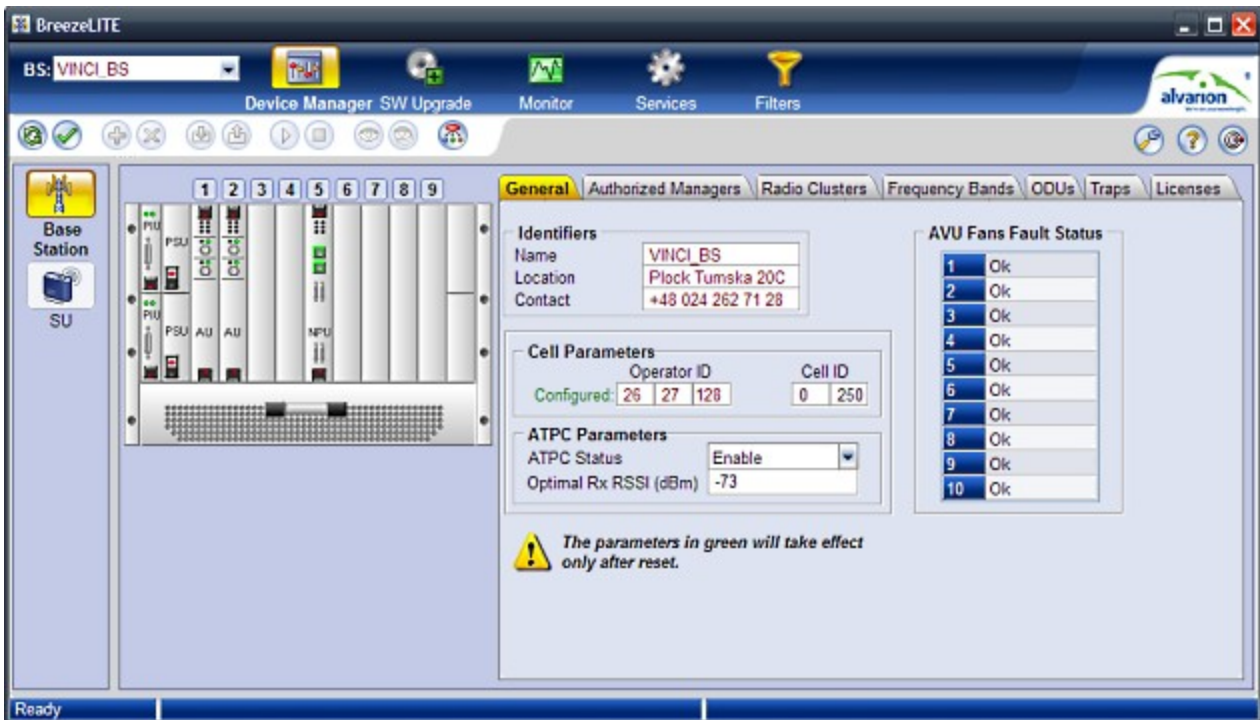 BreezeLITE
BS: VINCI_BS
Device Manager SW Upgrade Monitor Services Filters
alvarion
Base Station
SU
1 2 3 4 5 6 7 8 9
PIU PSU
PIU PSU AU AU NPU
General Authorized Managers Radio Clusters Frequency Bands ODUs Traps Licenses
Identifiers
Name VINCI_BS
Location Plock Tumska 20C
Contact +48 024 262 71 28
Cell Parameters
Operator ID Cell ID
Configured: 26 27 128 0 250
ATPC Parameters
ATPC Status Enable
Optimal Rx RSSI (dBm) -73
The parameters in green will take effect
only after reset.
AVU Fans Fault Status
1 Ok
2 Ok
3 Ok
4 Ok
5 Ok
6 Ok
7 Ok
8 Ok
9 Ok
10 Ok
Ready